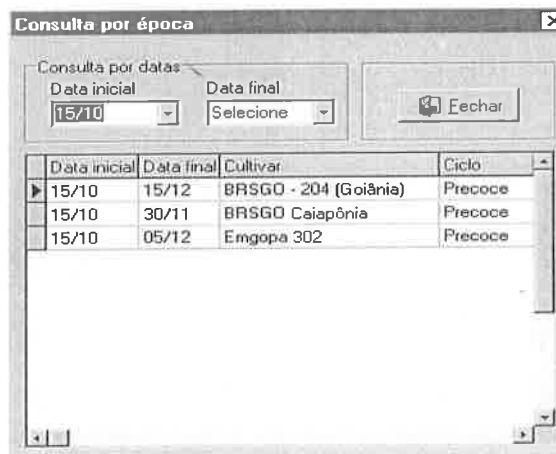 Consulta por época
Consulta por datas
Data inicial Data final
15/10 Selecione Fechar
Data inicial Data final Cultivar Ciclo
15/10 15/12 BRSGO - 204 (Goiânia) Precoce
15/10 30/11 BRSGO Caiapônia Precoce
15/10 05/12 Emgopa 302 Precoce